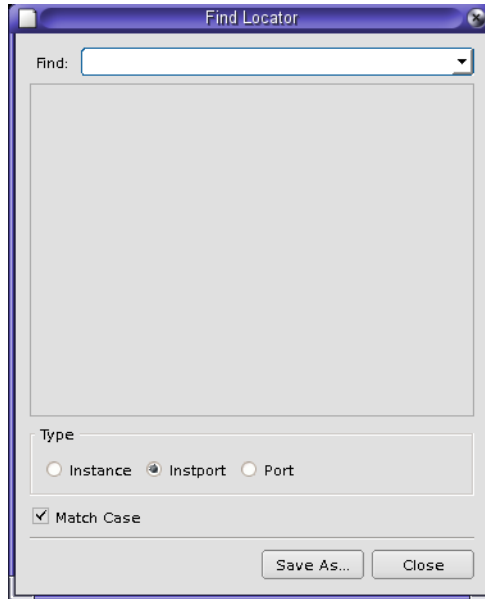 Find Locator
Find:
Type
Instance Instport Port
Match Case
Save As... Close